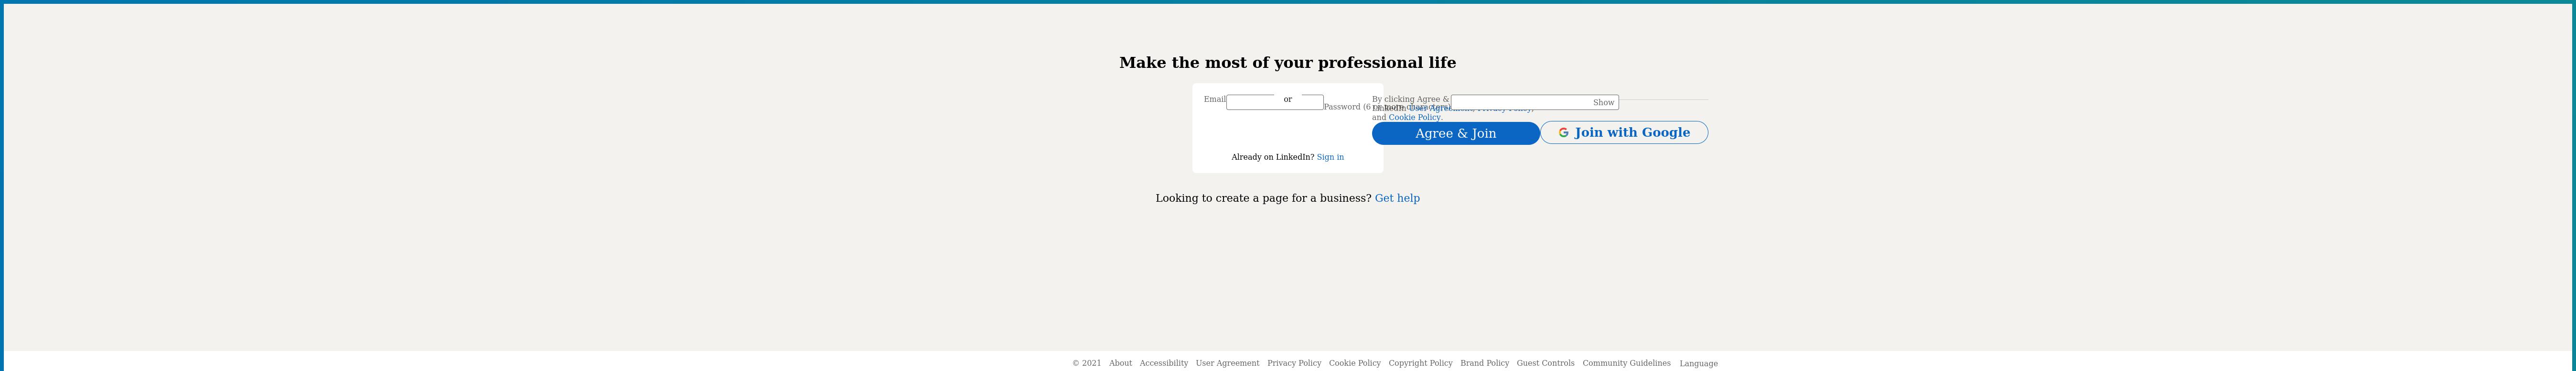 Make the most of your professional life
Email
or
Password (6 or more characters)
Show
By clicking Agree &
LinkedIn User Agreement, Privacy Policy,
and Cookie Policy.
Agree & Join
Join with Google
Already on LinkedIn? Sign in
Looking to create a page for a business? Get help
© 2021 About Accessibility User Agreement Privacy Policy Cookie Policy Copyright Policy Brand Policy Guest Controls Community Guidelines Language